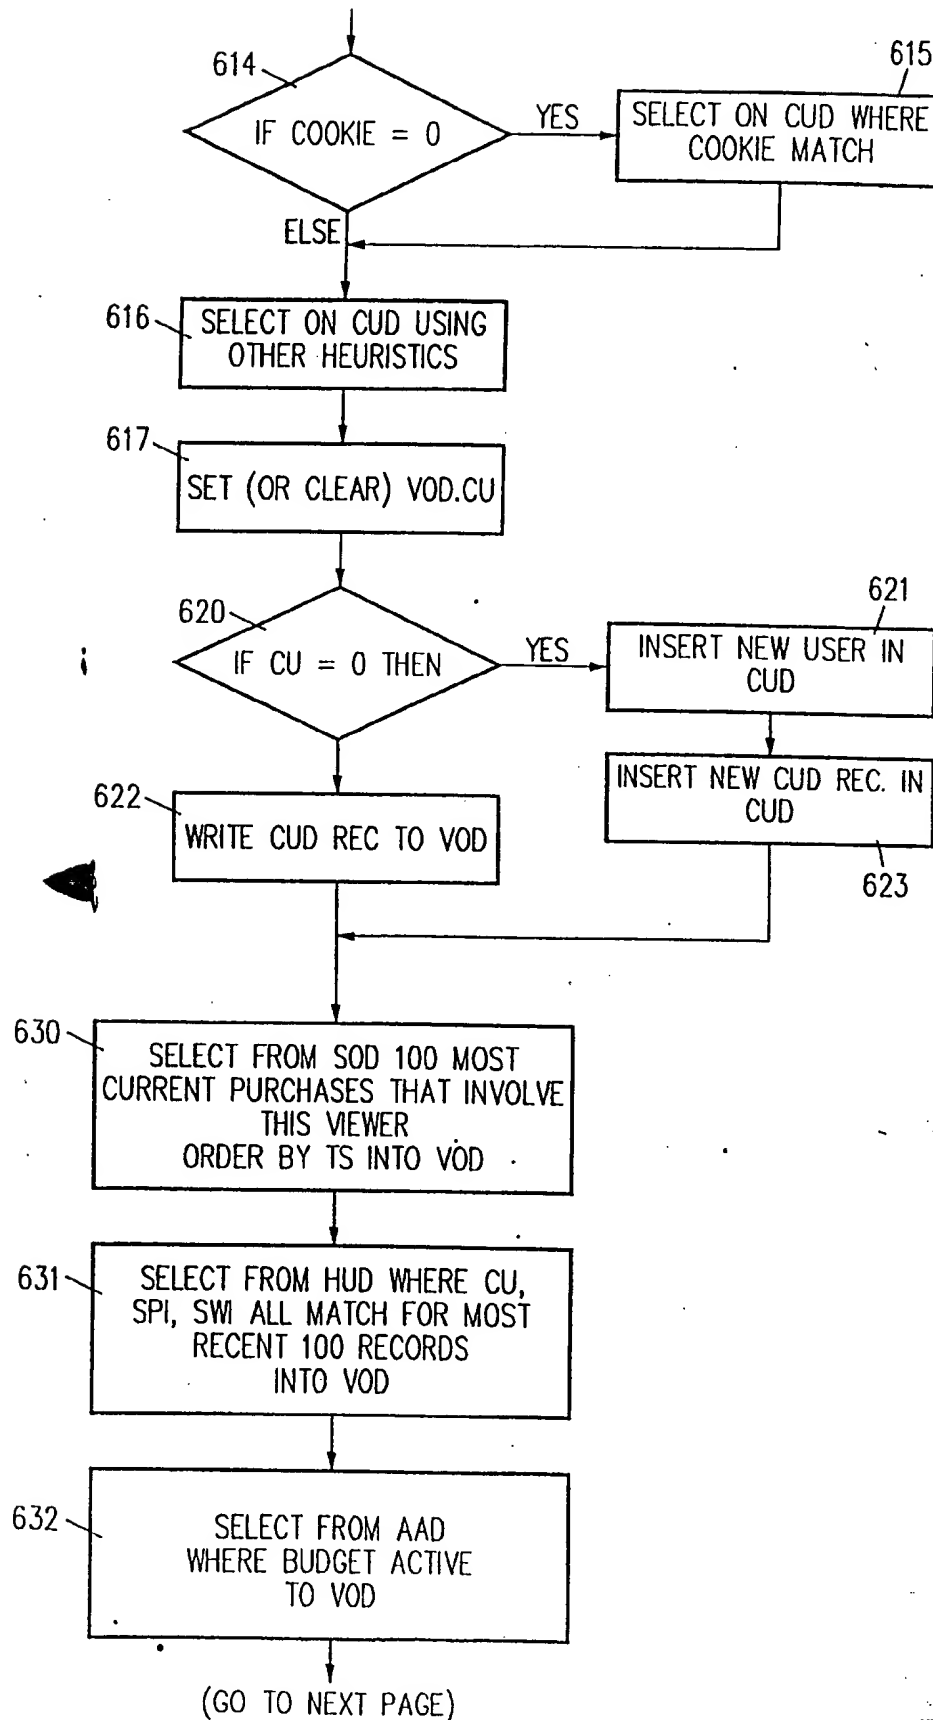 614
IF COOKIE = 0
YES
615
SELECT ON CUD WHERE
COOKIE MATCH
ELSE
616
SELECT ON CUD USING
OTHER HEURISTICS
617
SET (OR CLEAR) VOD.CU
620
IF CU = 0 THEN
YES
621
INSERT NEW USER IN
CUD
622
WRITE CUD REC TO VOD
INSERT NEW CUD REC. IN
CUD
623
630
SELECT FROM SOD 100 MOST
CURRENT PURCHASES THAT INVOLVE
THIS VIEWER
ORDER BY TS INTO VOD
631
SELECT FROM HUD WHERE CU,
SPI, SWI ALL MATCH FOR MOST
RECENT 100 RECORDS
INTO VOD
632
SELECT FROM AAD
WHERE BUDGET ACTIVE
TO VOD
(GO TO NEXT PAGE)